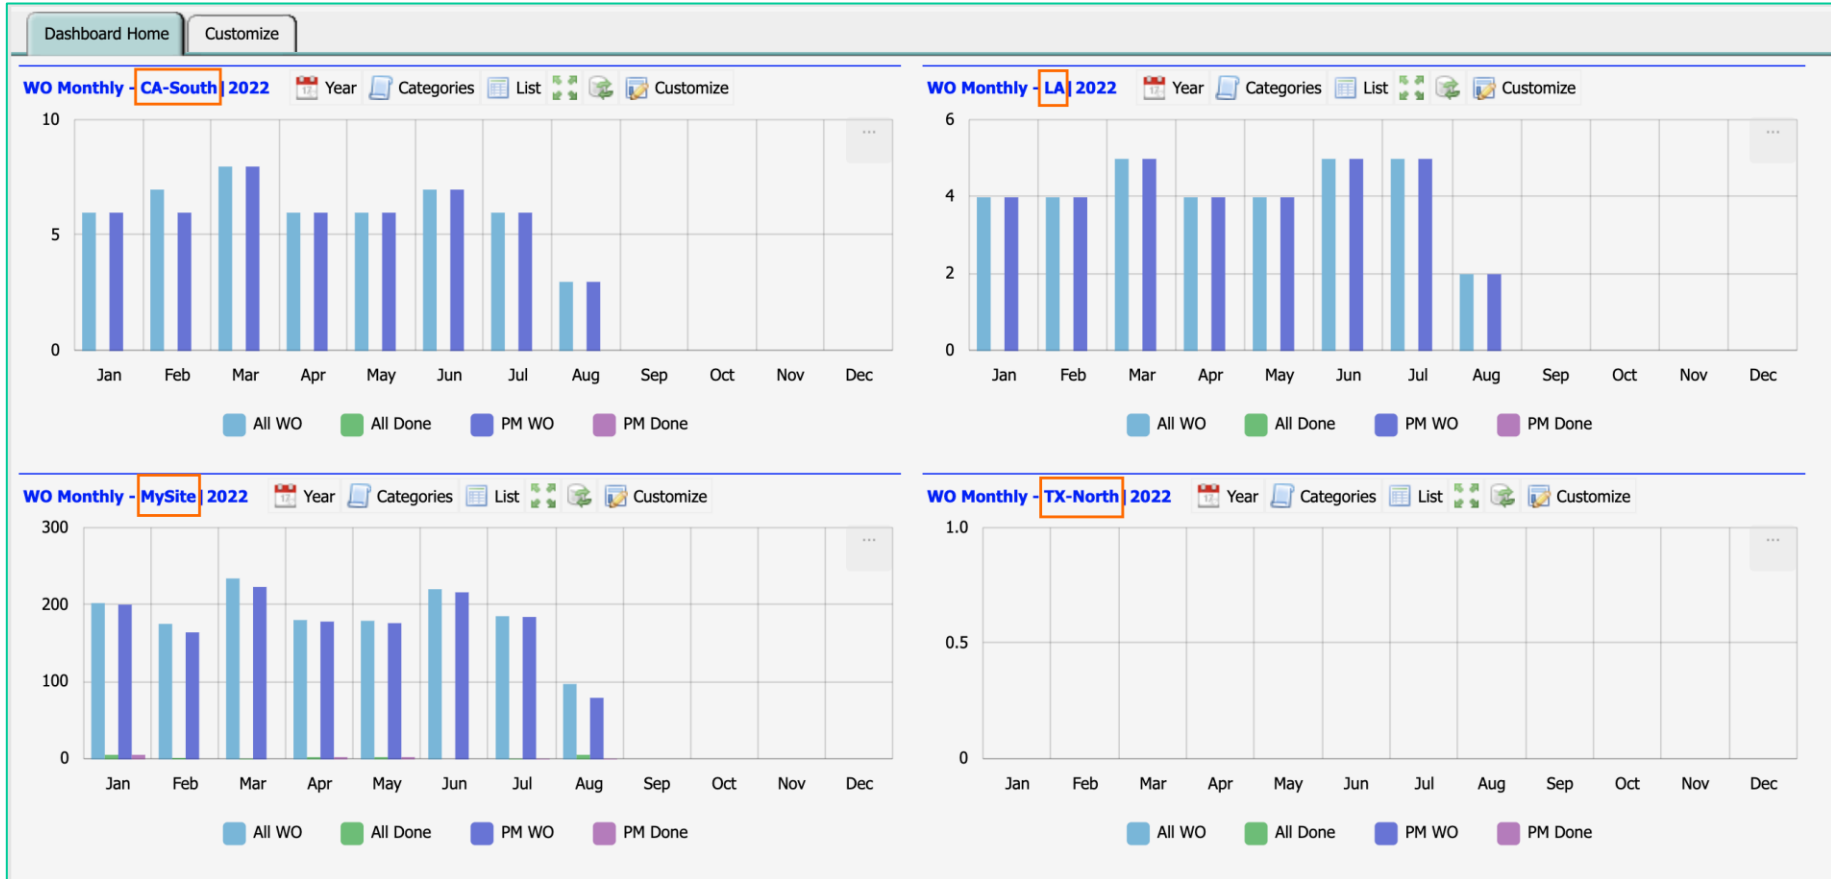 Dashboard Home Customize
WO Monthly - CA-South | 2022 Year Categories List Customize
10
5
0
Jan Feb Mar Apr May Jun Jul Aug Sep Oct Nov Dec
All WO All Done PM WO PM Done
WO Monthly - LA | 2022 Year Categories List Customize
6
4
2
0
Jan Feb Mar Apr May Jun Jul Aug Sep Oct Nov Dec
All WO All Done PM WO PM Done
WO Monthly - MySite | 2022 Year Categories List Customize
300
200
100
0
Jan Feb Mar Apr May Jun Jul Aug Sep Oct Nov Dec
All WO All Done PM WO PM Done
WO Monthly - TX-North | 2022 Year Categories List Customize
1.0
0.5
0
Jan Feb Mar Apr May Jun Jul Aug Sep Oct Nov Dec
All WO All Done PM WO PM Done